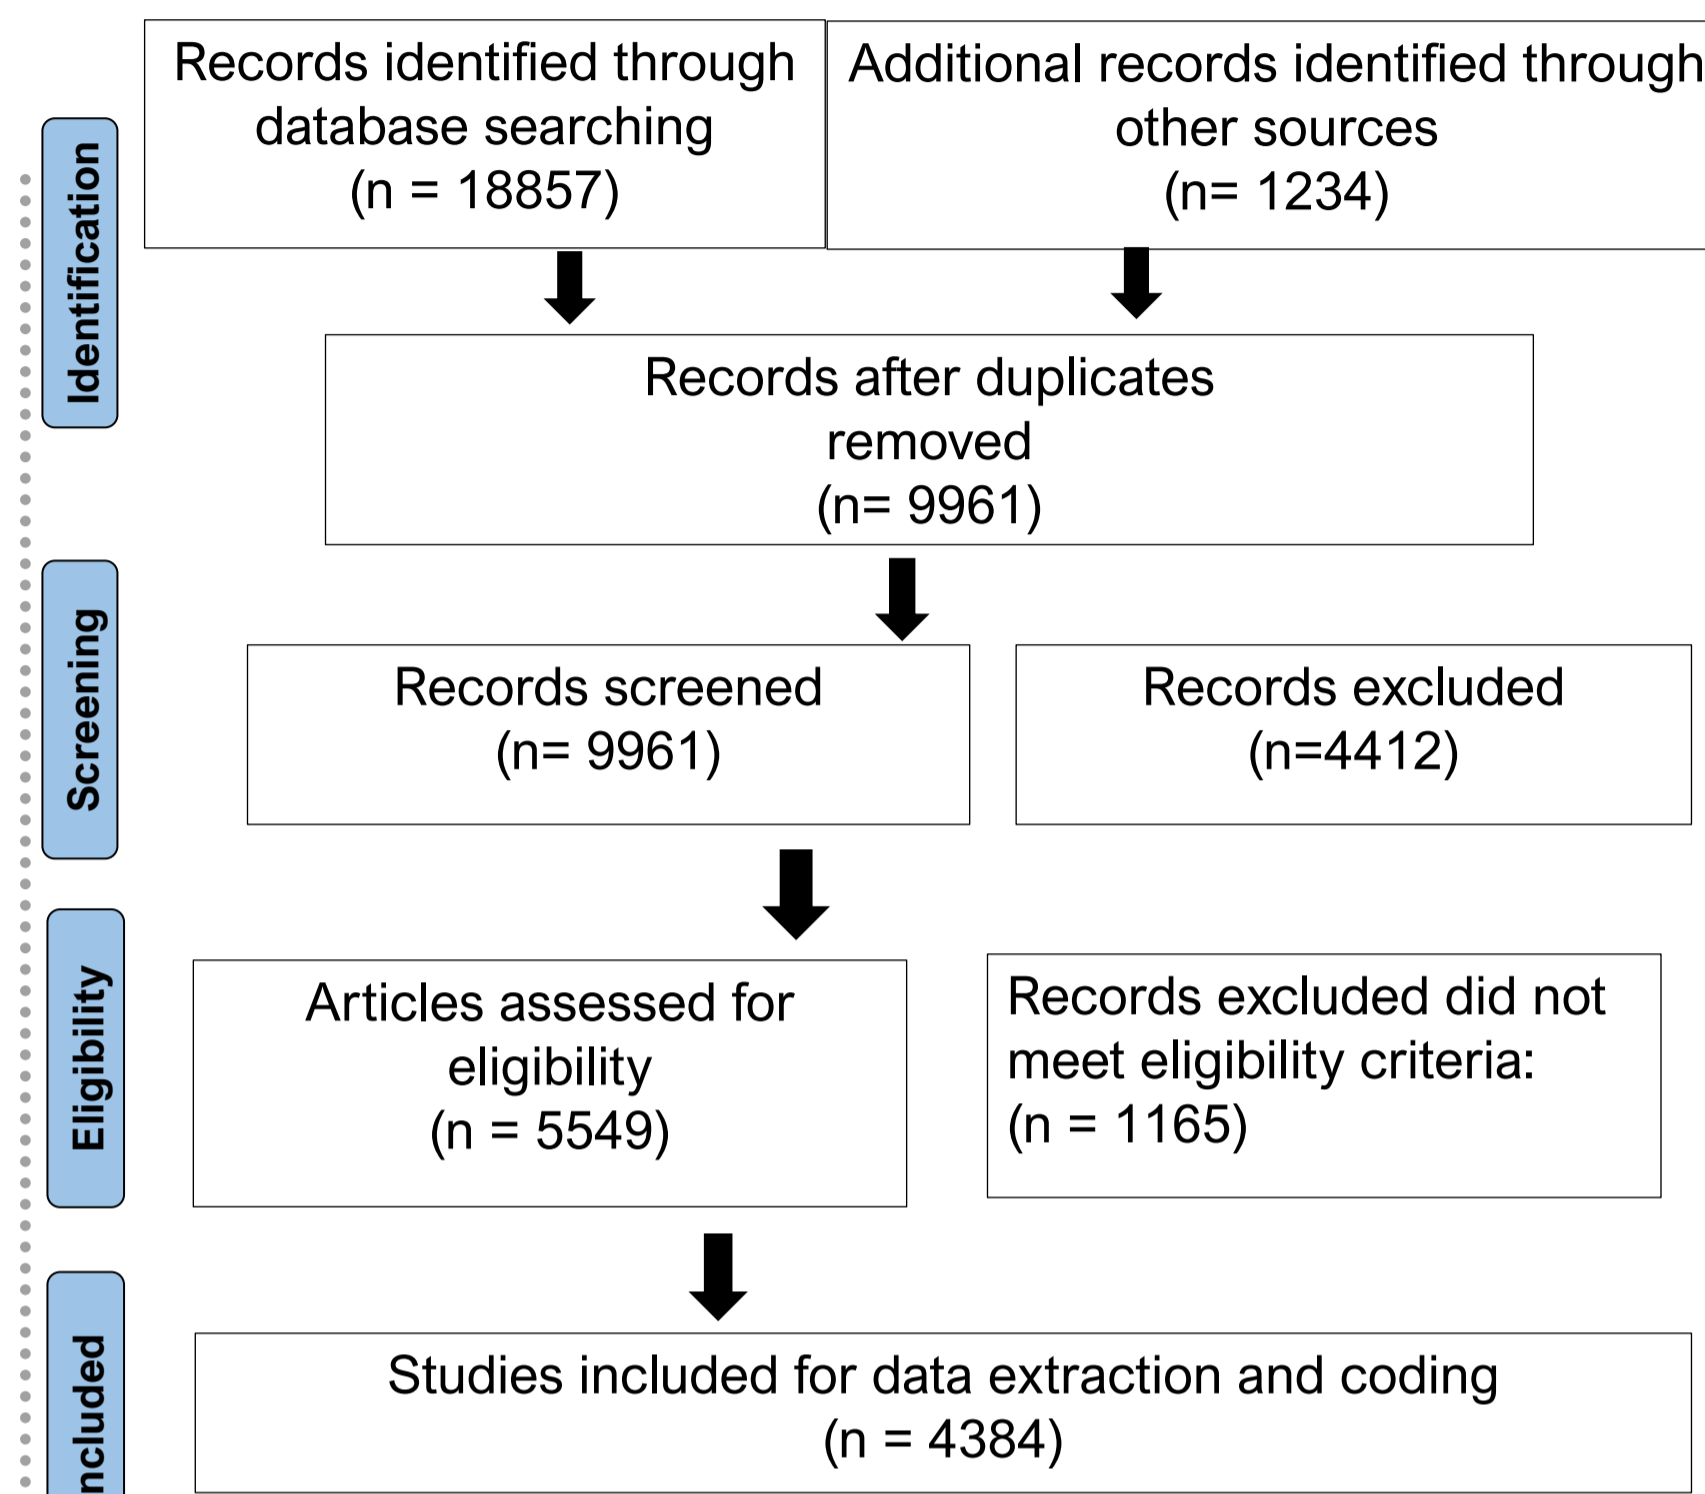 Identification
Records identified through
database searching
(n = 18857)
Additional records identified through
other sources
(n= 1234)
Records after duplicates
removed
(n= 9961)
Screening
Records screened
(n= 9961)
Records excluded
(n=4412)
Eligibility
Articles assessed for
eligibility
(n = 5549)
Records excluded did not
meet eligibility criteria:
(n = 1165)
ncluded
Studies included for data extraction and coding
(n = 4384)